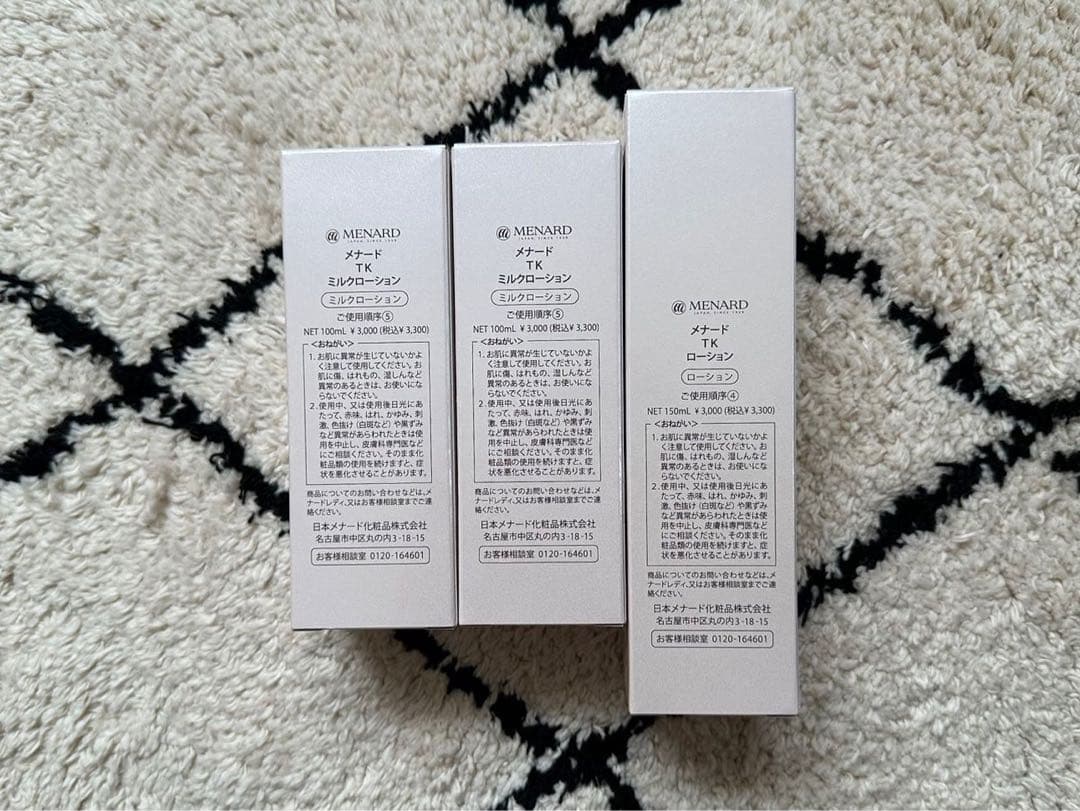 MENARD
JAPAN, SINCE 1959
メナード
TK
ミルクローション
ミルクローション
ご使用順序⑤
NET 100mL ¥3,000 (税込¥3,300)
<おねがい>
1. お肌に異常が生じていないかよ
く注意して使用してください。お
肌に傷、はれもの、湿しんなど
異常のあるときは、お使いにな
らないでください。
2. 使用中、又は使用後日光にあ
たって、赤味、はれ、かゆみ、刺
激、色抜け(白斑など)や黒ずみ
など異常があらわれたときは使
用を中止し、皮膚科専門医など
にご相談ください。そのまま化
粧品類の使用を続けますと、症
状を悪化させることがあります。
商品についてのお問い合わせなどは、メ
ナードレディ、又はお客様相談室までご連
絡ください。
日本メナード化粧品株式会社
名古屋市中区丸の内3-18-15
お客様相談室 0120-164601
MENARD
JAPAN, SINCE 1959
メナード
TK
ミルクローション
ミルクローション
ご使用順序⑤
NET 100mL ¥3,000 (税込¥3,300)
<おねがい>
1. お肌に異常が生じていないかよ
く注意して使用してください。お
肌に傷、はれもの、湿しんなど
異常のあるときは、お使いにな
らないでください。
2. 使用中、又は使用後日光にあ
たって、赤味、はれ、かゆみ、刺
激、色抜け(白斑など)や黒ずみ
など異常があらわれたときは使
用を中止し、皮膚科専門医など
にご相談ください。そのまま化
粧品類の使用を続けますと、症
状を悪化させることがあります。
商品についてのお問い合わせなどは、メ
ナードレディ、又はお客様相談室までご連
絡ください。
日本メナード化粧品株式会社
名古屋市中区丸の内3-18-15
お客様相談室 0120-164601
MENARD
JAPAN, SINCE 1959
メナード
TK
ローション
ローション
ご使用順序④
NET 150mL ¥3,000 (税込¥3,300)
<おねがい>
1. お肌に異常が生じていないかよ
く注意して使用してください。お
肌に傷、はれもの、湿しんなど
異常のあるときは、お使いにな
らないでください。
2. 使用中、又は使用後日光にあ
たって、赤味、はれ、かゆみ、刺
激、色抜け(白斑など)や黒ずみ
など異常があらわれたときは使
用を中止し、皮膚科専門医など
にご相談ください。そのまま化
粧品類の使用を続けますと、症
状を悪化させることがあります。
商品についてのお問い合わせなどは、メ
ナードレディ、又はお客様相談室までご連
絡ください。
日本メナード化粧品株式会社
名古屋市中区丸の内3-18-15
お客様相談室 0120-164601